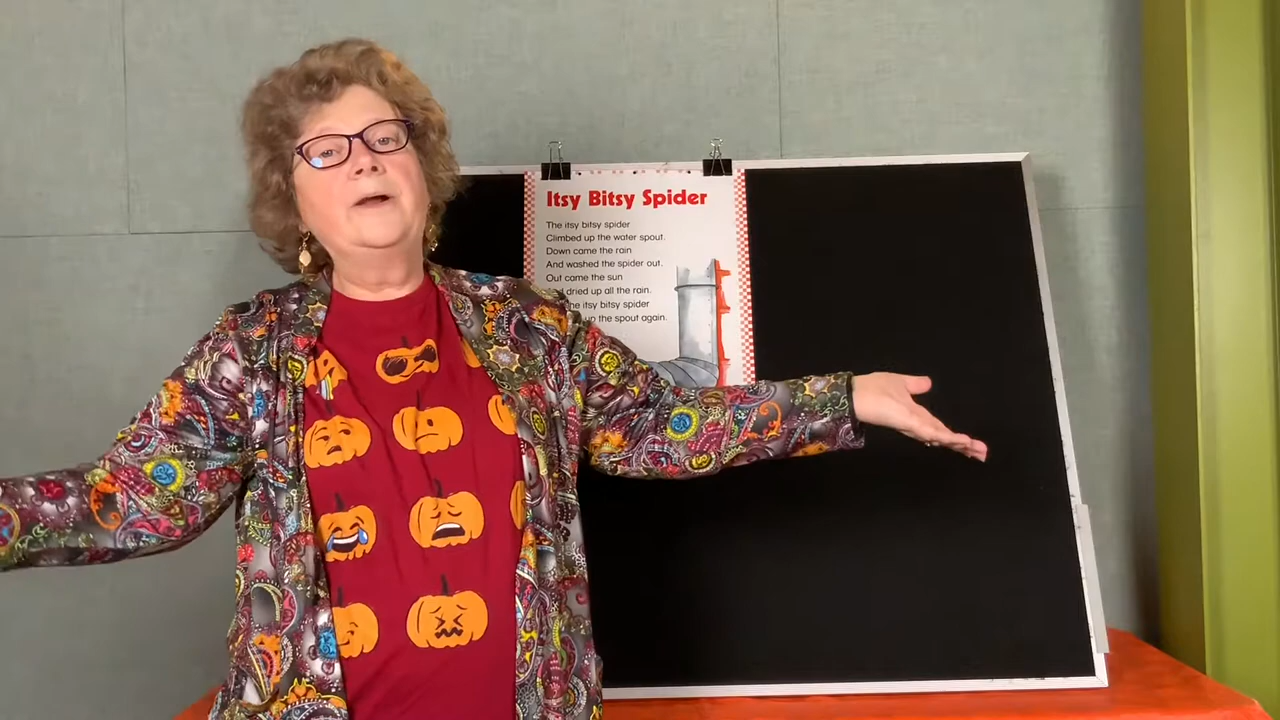 Itsy Bitsy Spider
The itsy bitsy spider
Climbed up the water spout.
Down came the rain
And washed the spider out.
Out came the sun
dried up all the rain.
the itsy bitsy spider
up the spout again.